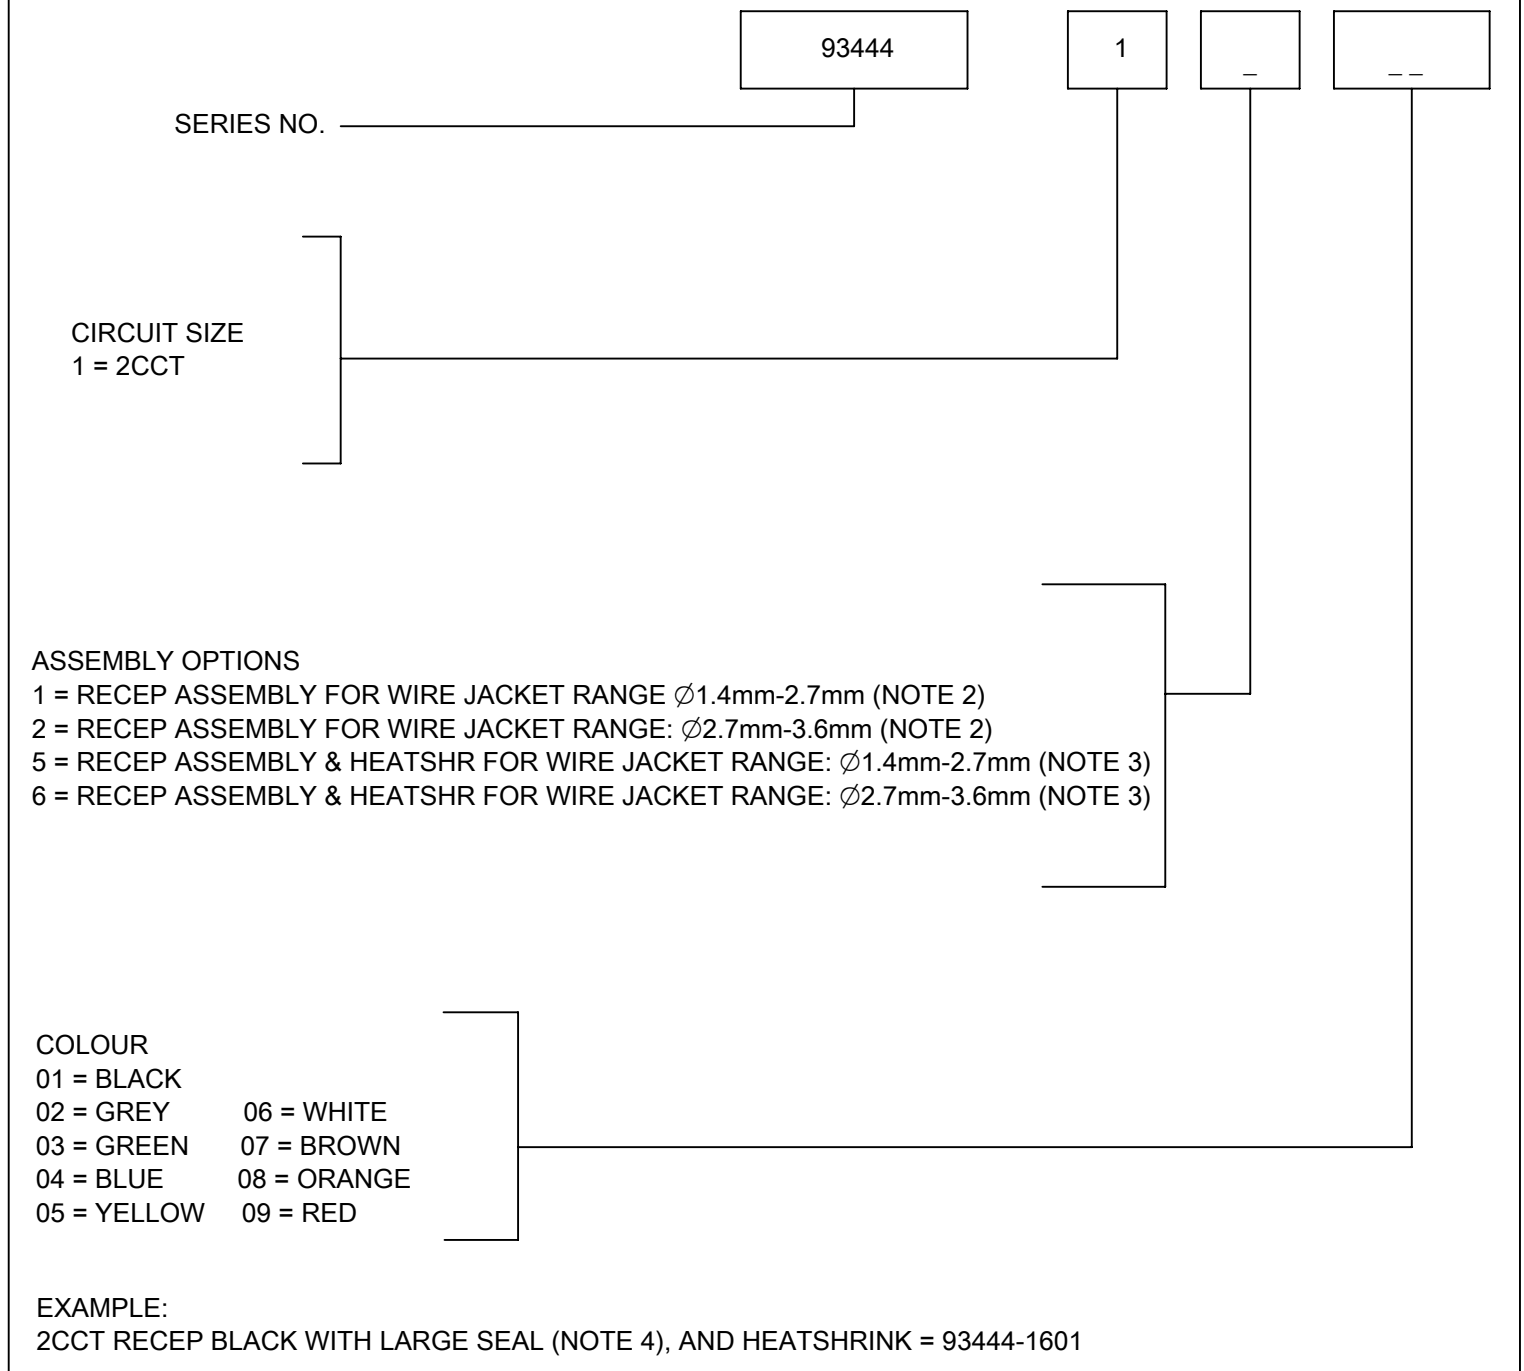 93444 1 _ _ _
SERIES NO.
CIRCUIT SIZE
1 = 2CCT
ASSEMBLY OPTIONS
1 = RECEP ASSEMBLY FOR WIRE JACKET RANGE ∅1.4mm-2.7mm (NOTE 2)
2 = RECEP ASSEMBLY FOR WIRE JACKET RANGE: ∅2.7mm-3.6mm (NOTE 2)
5 = RECEP ASSEMBLY & HEATSHR FOR WIRE JACKET RANGE: ∅1.4mm-2.7mm (NOTE 3)
6 = RECEP ASSEMBLY & HEATSHR FOR WIRE JACKET RANGE: ∅2.7mm-3.6mm (NOTE 3)
COLOUR
01 = BLACK
02 = GREY 06 = WHITE
03 = GREEN 07 = BROWN
04 = BLUE 08 = ORANGE
05 = YELLOW 09 = RED
EXAMPLE:
2CCT RECEP BLACK WITH LARGE SEAL (NOTE 4), AND HEATSHRINK = 93444-1601